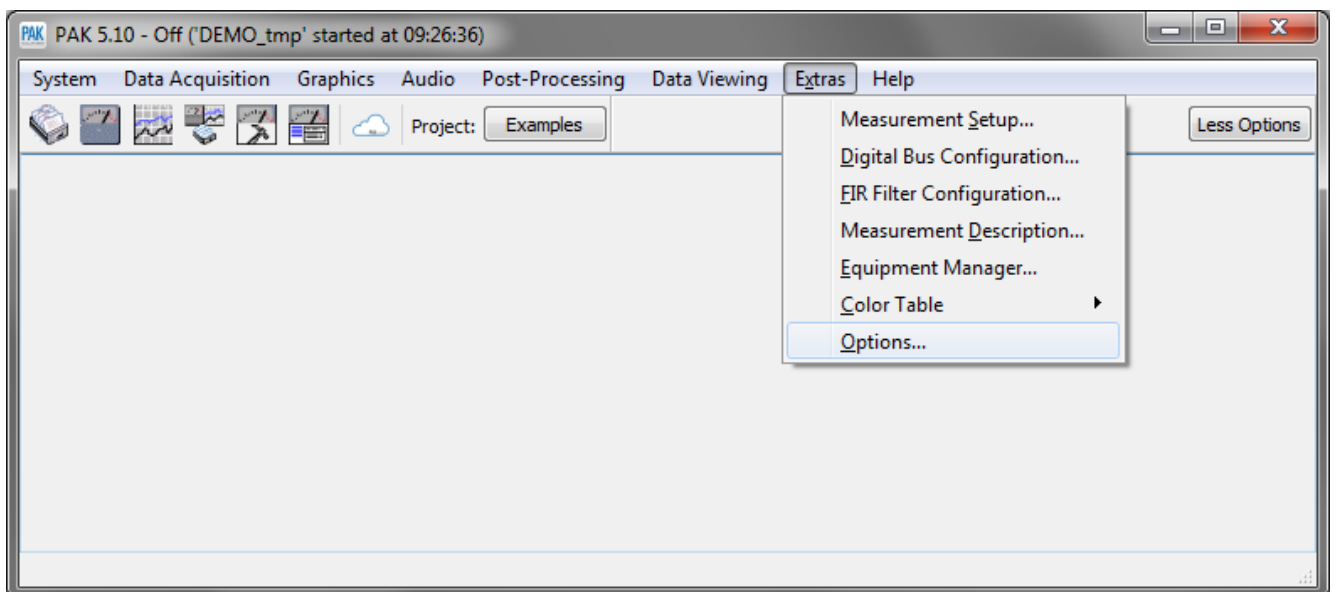 PAK PAK 5.10 - Off ('DEMO_tmp' started at 09:26:36)
System Data Acquisition Graphics Audio Post-Processing Data Viewing Extras Help
Project: Examples Less Options
Measurement Setup...
Digital Bus Configuration...
FIR Filter Configuration...
Measurement Description...
Equipment Manager...
Color Table
Options...